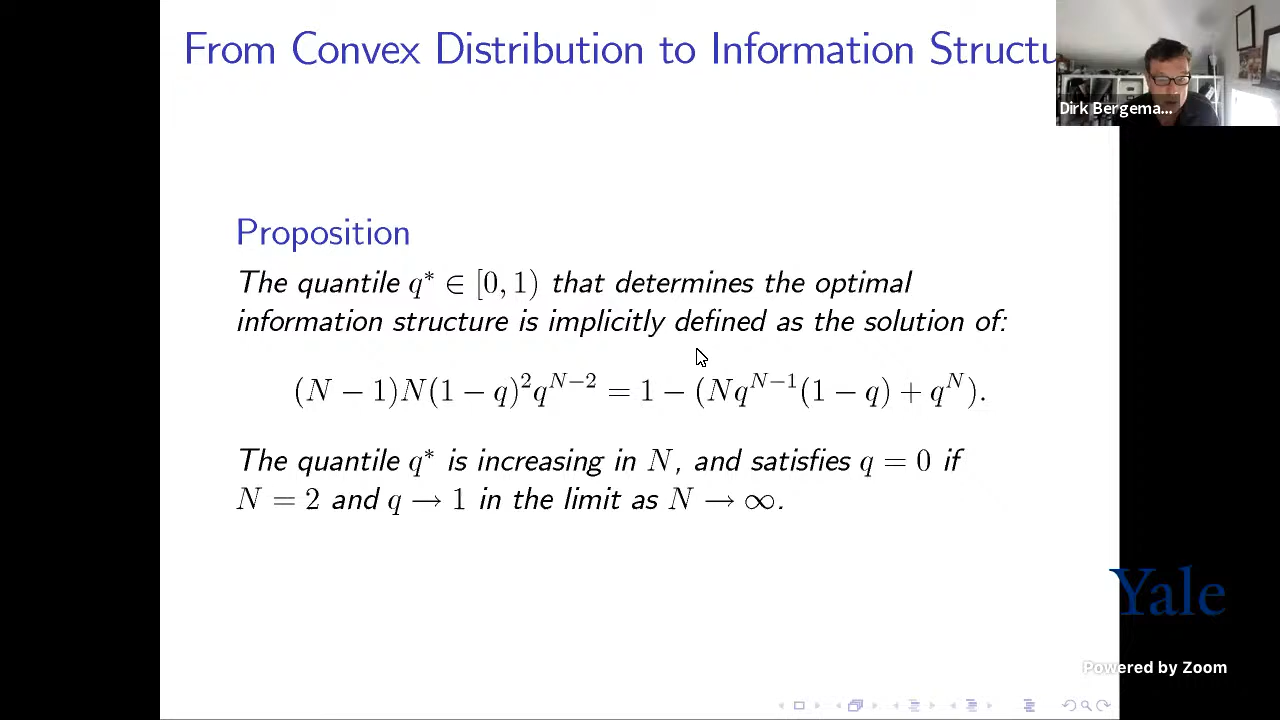 From Convex Distribution to Information Structu
Dirk Bergema...
Proposition
The quantile q* ∈ [0, 1) that determines the optimal
information structure is implicitly defined as the solution of:
(N − 1)N(1 − q)²q^{N−2} = 1 − (Nq^{N−1}(1 − q) + q^N).
The quantile q* is increasing in N, and satisfies q = 0 if
N = 2 and q → 1 in the limit as N → ∞.
Yale
Powered by Zoom